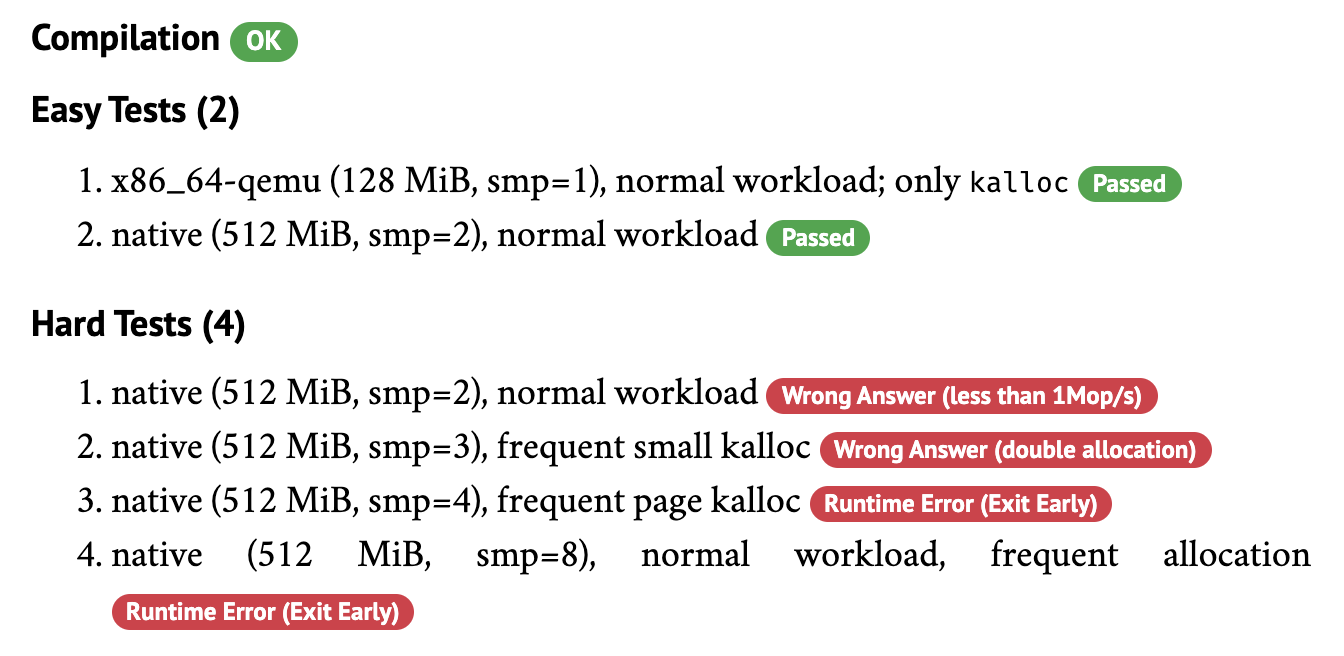 Compilation OK
Easy Tests (2)
1. x86_64-qemu (128 MiB, smp=1), normal workload; only kalloc Passed
2. native (512 MiB, smp=2), normal workload Passed
Hard Tests (4)
1. native (512 MiB, smp=2), normal workload Wrong Answer (less than 1Mop/s)
2. native (512 MiB, smp=3), frequent small kalloc Wrong Answer (double allocation)
3. native (512 MiB, smp=4), frequent page kalloc Runtime Error (Exit Early)
4. native (512 MiB, smp=8), normal workload, frequent allocation
Runtime Error (Exit Early)